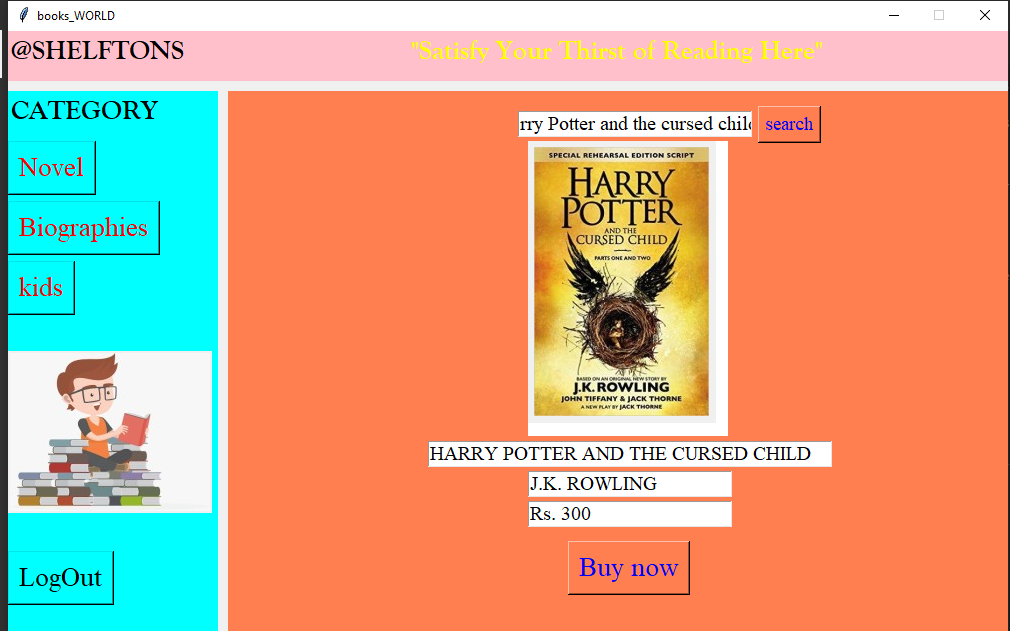 books_WORLD
@SHELFTONS
"Satisfy Your Thirst of Reading Here"
CATEGORY
Novel
Biographies
kids
LogOut
rry Potter and the cursed chil
search
SPECIAL REHEARSAL EDITION SCRIPT
HARRY
POTTER
AND THE
CURSED CHILD
PARTS ONE AND TWO
BASED ON AN ORIGINAL NEW STORY BY
J.K. ROWLING
JOHN TIFFANY & JACK THORNE
A NEW PLAY BY JACK THORNE
HARRY POTTER AND THE CURSED CHILD
J.K. ROWLING
Rs. 300
Buy now